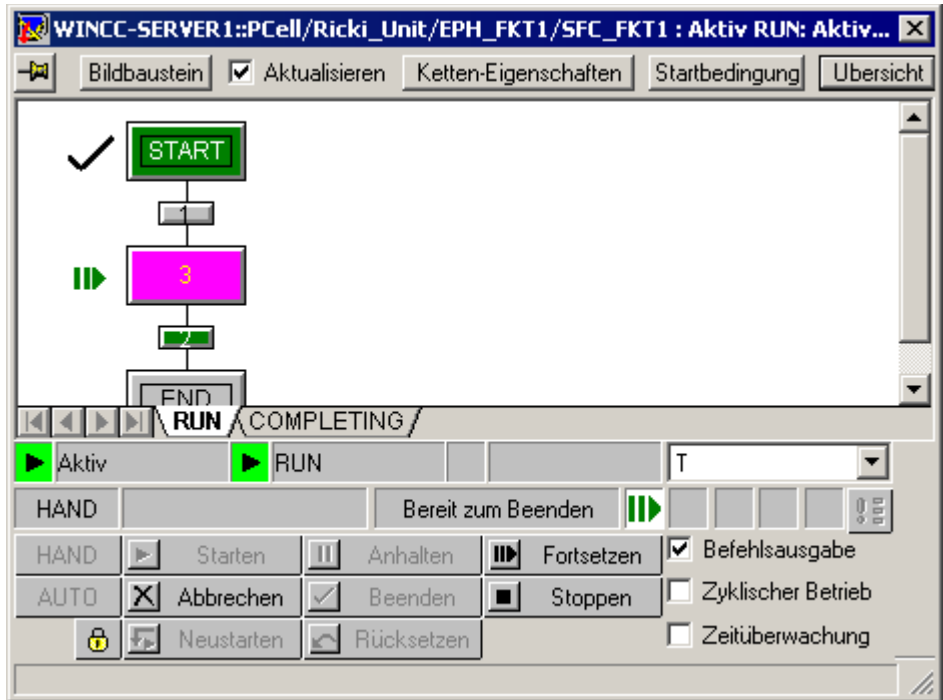 WINCC-SERVER1::PCell/Ricki_Unit/EPH_FKT1/SFC_FKT1 : Aktiv RUN: Aktiv...
Bildbaustein Aktualisieren Ketten-Eigenschaften Startbedingung Ubersicht
START
1
3
2
END
RUN COMPLETING
Aktiv RUN T
HAND Bereit zum Beenden
HAND Starten Anhalten Fortsetzen Befehlsausgabe
AUTO Abbrechen Beenden Stoppen Zyklischer Betrieb
Neustarten Rücksetzen Zeitüberwachung